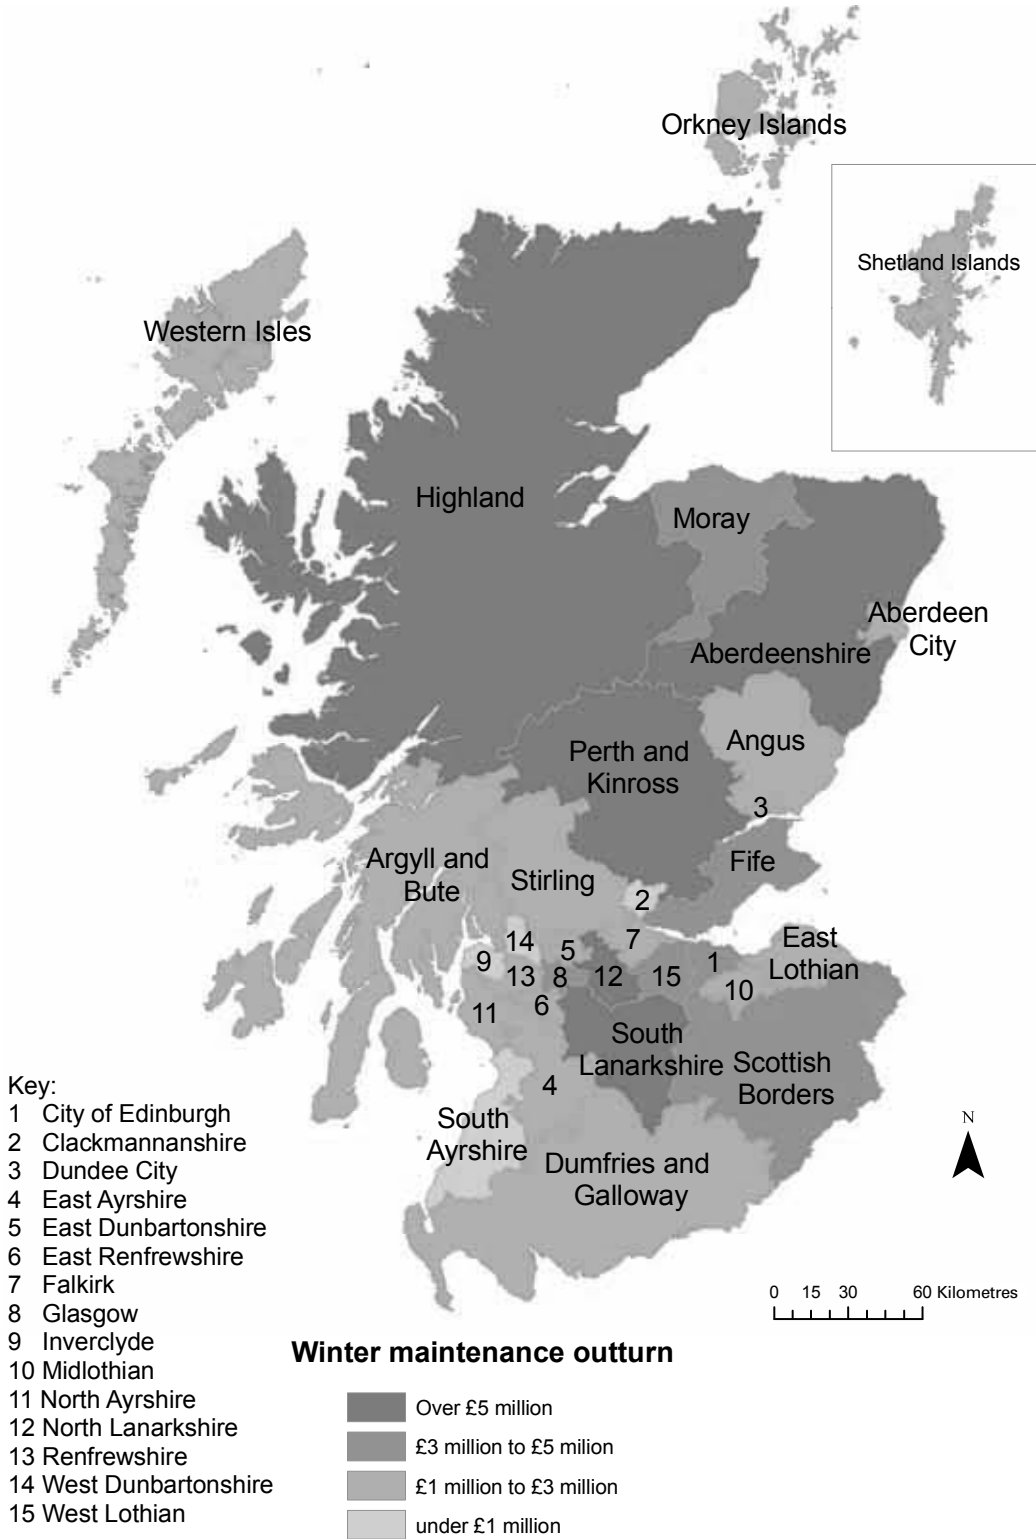 Orkney Islands
Shetland Islands
Western Isles
Highland
Moray
Aberdeen
City
Aberdeenshire
Angus
Perth and
Kinross
3
Fife
Argyll and
Bute
Stirling
2
14
5
7
1
East
Lothian
9
13
8
12
15
10
11
6
South
Lanarkshire
Scottish
Borders
4
South
Ayrshire
Dumfries and
Galloway
N
Key:
1 City of Edinburgh
2 Clackmannanshire
3 Dundee City
4 East Ayrshire
5 East Dunbartonshire
6 East Renfrewshire
7 Falkirk
8 Glasgow
9 Inverclyde
10 Midlothian
11 North Ayrshire
12 North Lanarkshire
13 Renfrewshire
14 West Dunbartonshire
15 West Lothian
0 15 30 60 Kilometres
Winter maintenance outturn
Over £5 million
£3 million to £5 milion
£1 million to £3 million
under £1 million